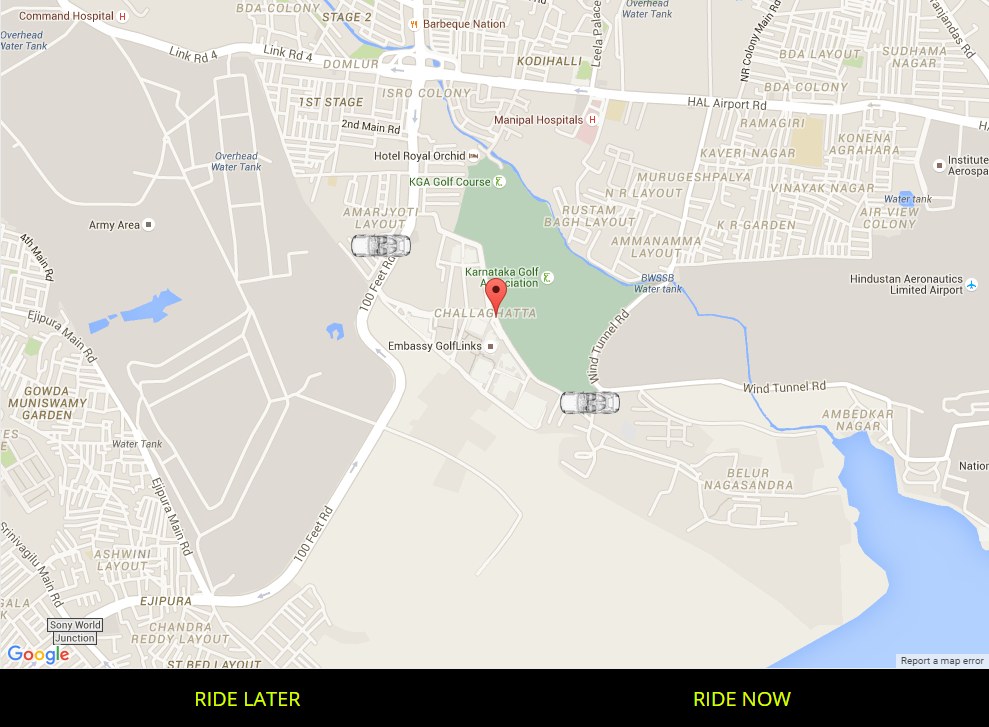 BDA COLONY
Command Hospital H
STAGE 2
Barbeque Nation
Overhead
Water Tank
Leela Palace
Overhead
Water Tank
NR Colony Main Rd
Tanjandas Rd
Link Rd 4
Link Rd 4
DOMLUR
KODIHALLI
BDA LAYOUT
SUDHAMA
NAGAR
ISRO COLONY
BDA COLONY
1ST STAGE
HAL Airport Rd
2nd Main Rd
Manipal Hospitals H
RAMAGIRI
KONENA
AGRAHARA
Overhead
Water Tank
Hotel Royal Orchid
KAVERI NAGAR
Institute
Aerospa
KGA Golf Course
MURUGESHPALYA
N R LAYOUT
VINAYAK NAGAR
Water tank
AMARJYOTI
LAYOUT
RUSTAM
BAGH LAYOUT
K R GARDEN
AIR VIEW
COLONY
Army Area
4th Main Rd
AMMANAMMA
LAYOUT
100 Feet Rd
Karnataka Golf
Association
BWSSB
Water tank
Hindustan Aeronautics
Limited Airport
CHALLAGHATTA
Ejipura Main Rd
Embassy GolfLinks
Wind Tunnel Rd
Wind Tunnel Rd
GOWDA
MUNISWAMY
GARDEN
AMBEDKAR
NAGAR
Water Tank
BELUR
NAGASANDRA
Nation
Ejipura Main Rd
100 Feet Rd
Srinivagilu Main Rd
ASHWINI
LAYOUT
EJIPURA
Sony World
Junction
CHANDRA
REDDY LAYOUT
Google
ST BED LAYOUT
Report a map error
RIDE LATER
RIDE NOW